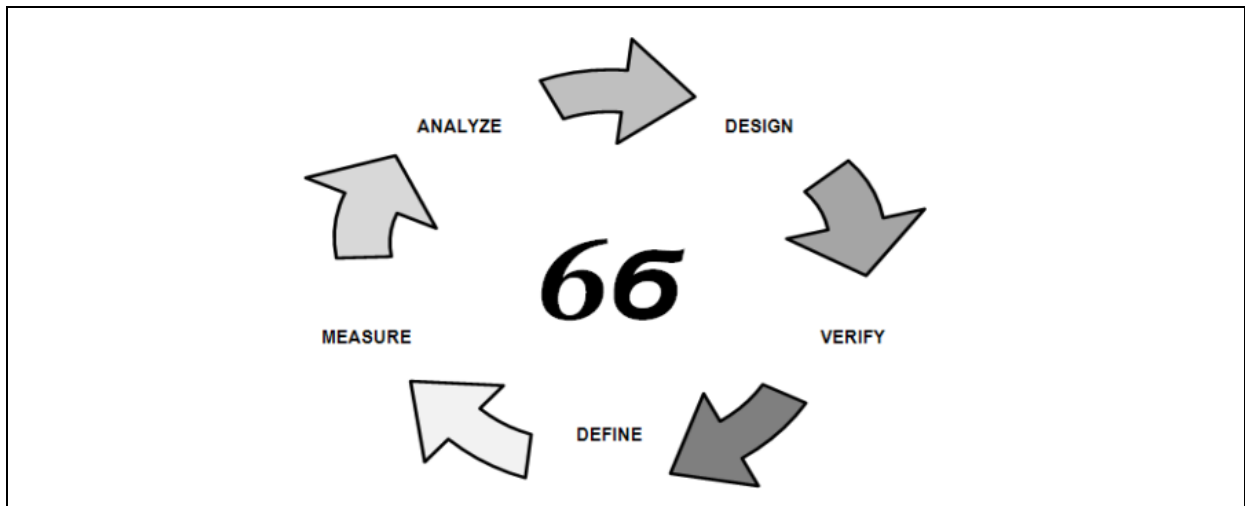 ANALYZE
DESIGN
6σ
MEASURE
VERIFY
DEFINE